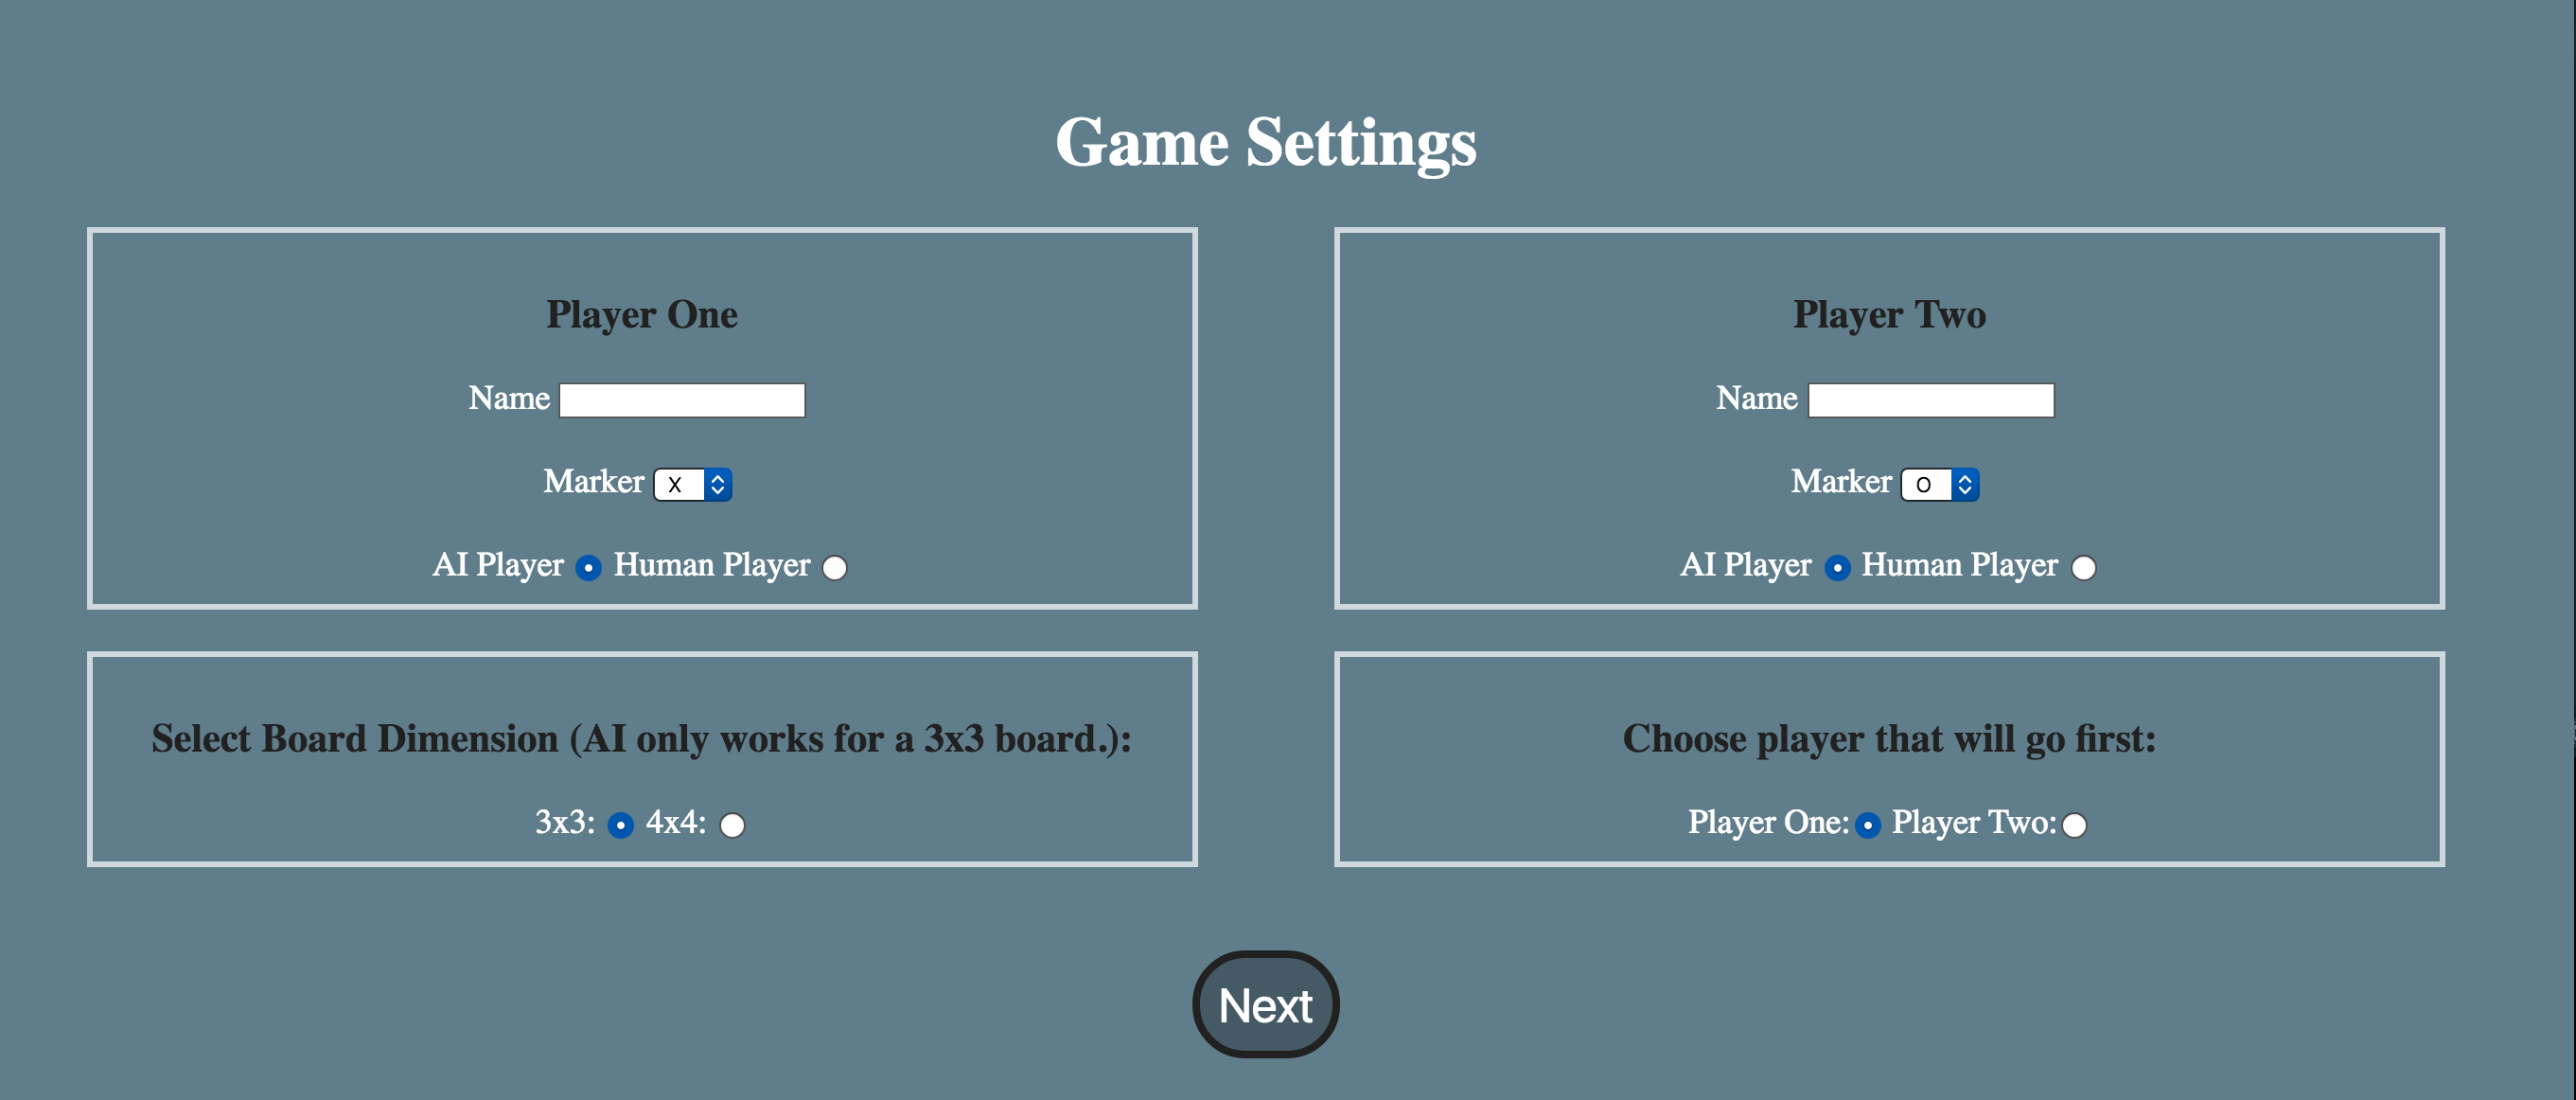 Game Settings
Player One
Name
Marker X
AI Player Human Player
Player Two
Name
Marker O
AI Player Human Player
Select Board Dimension (AI only works for a 3x3 board.):
3x3: 4x4:
Choose player that will go first:
Player One: Player Two:
Next